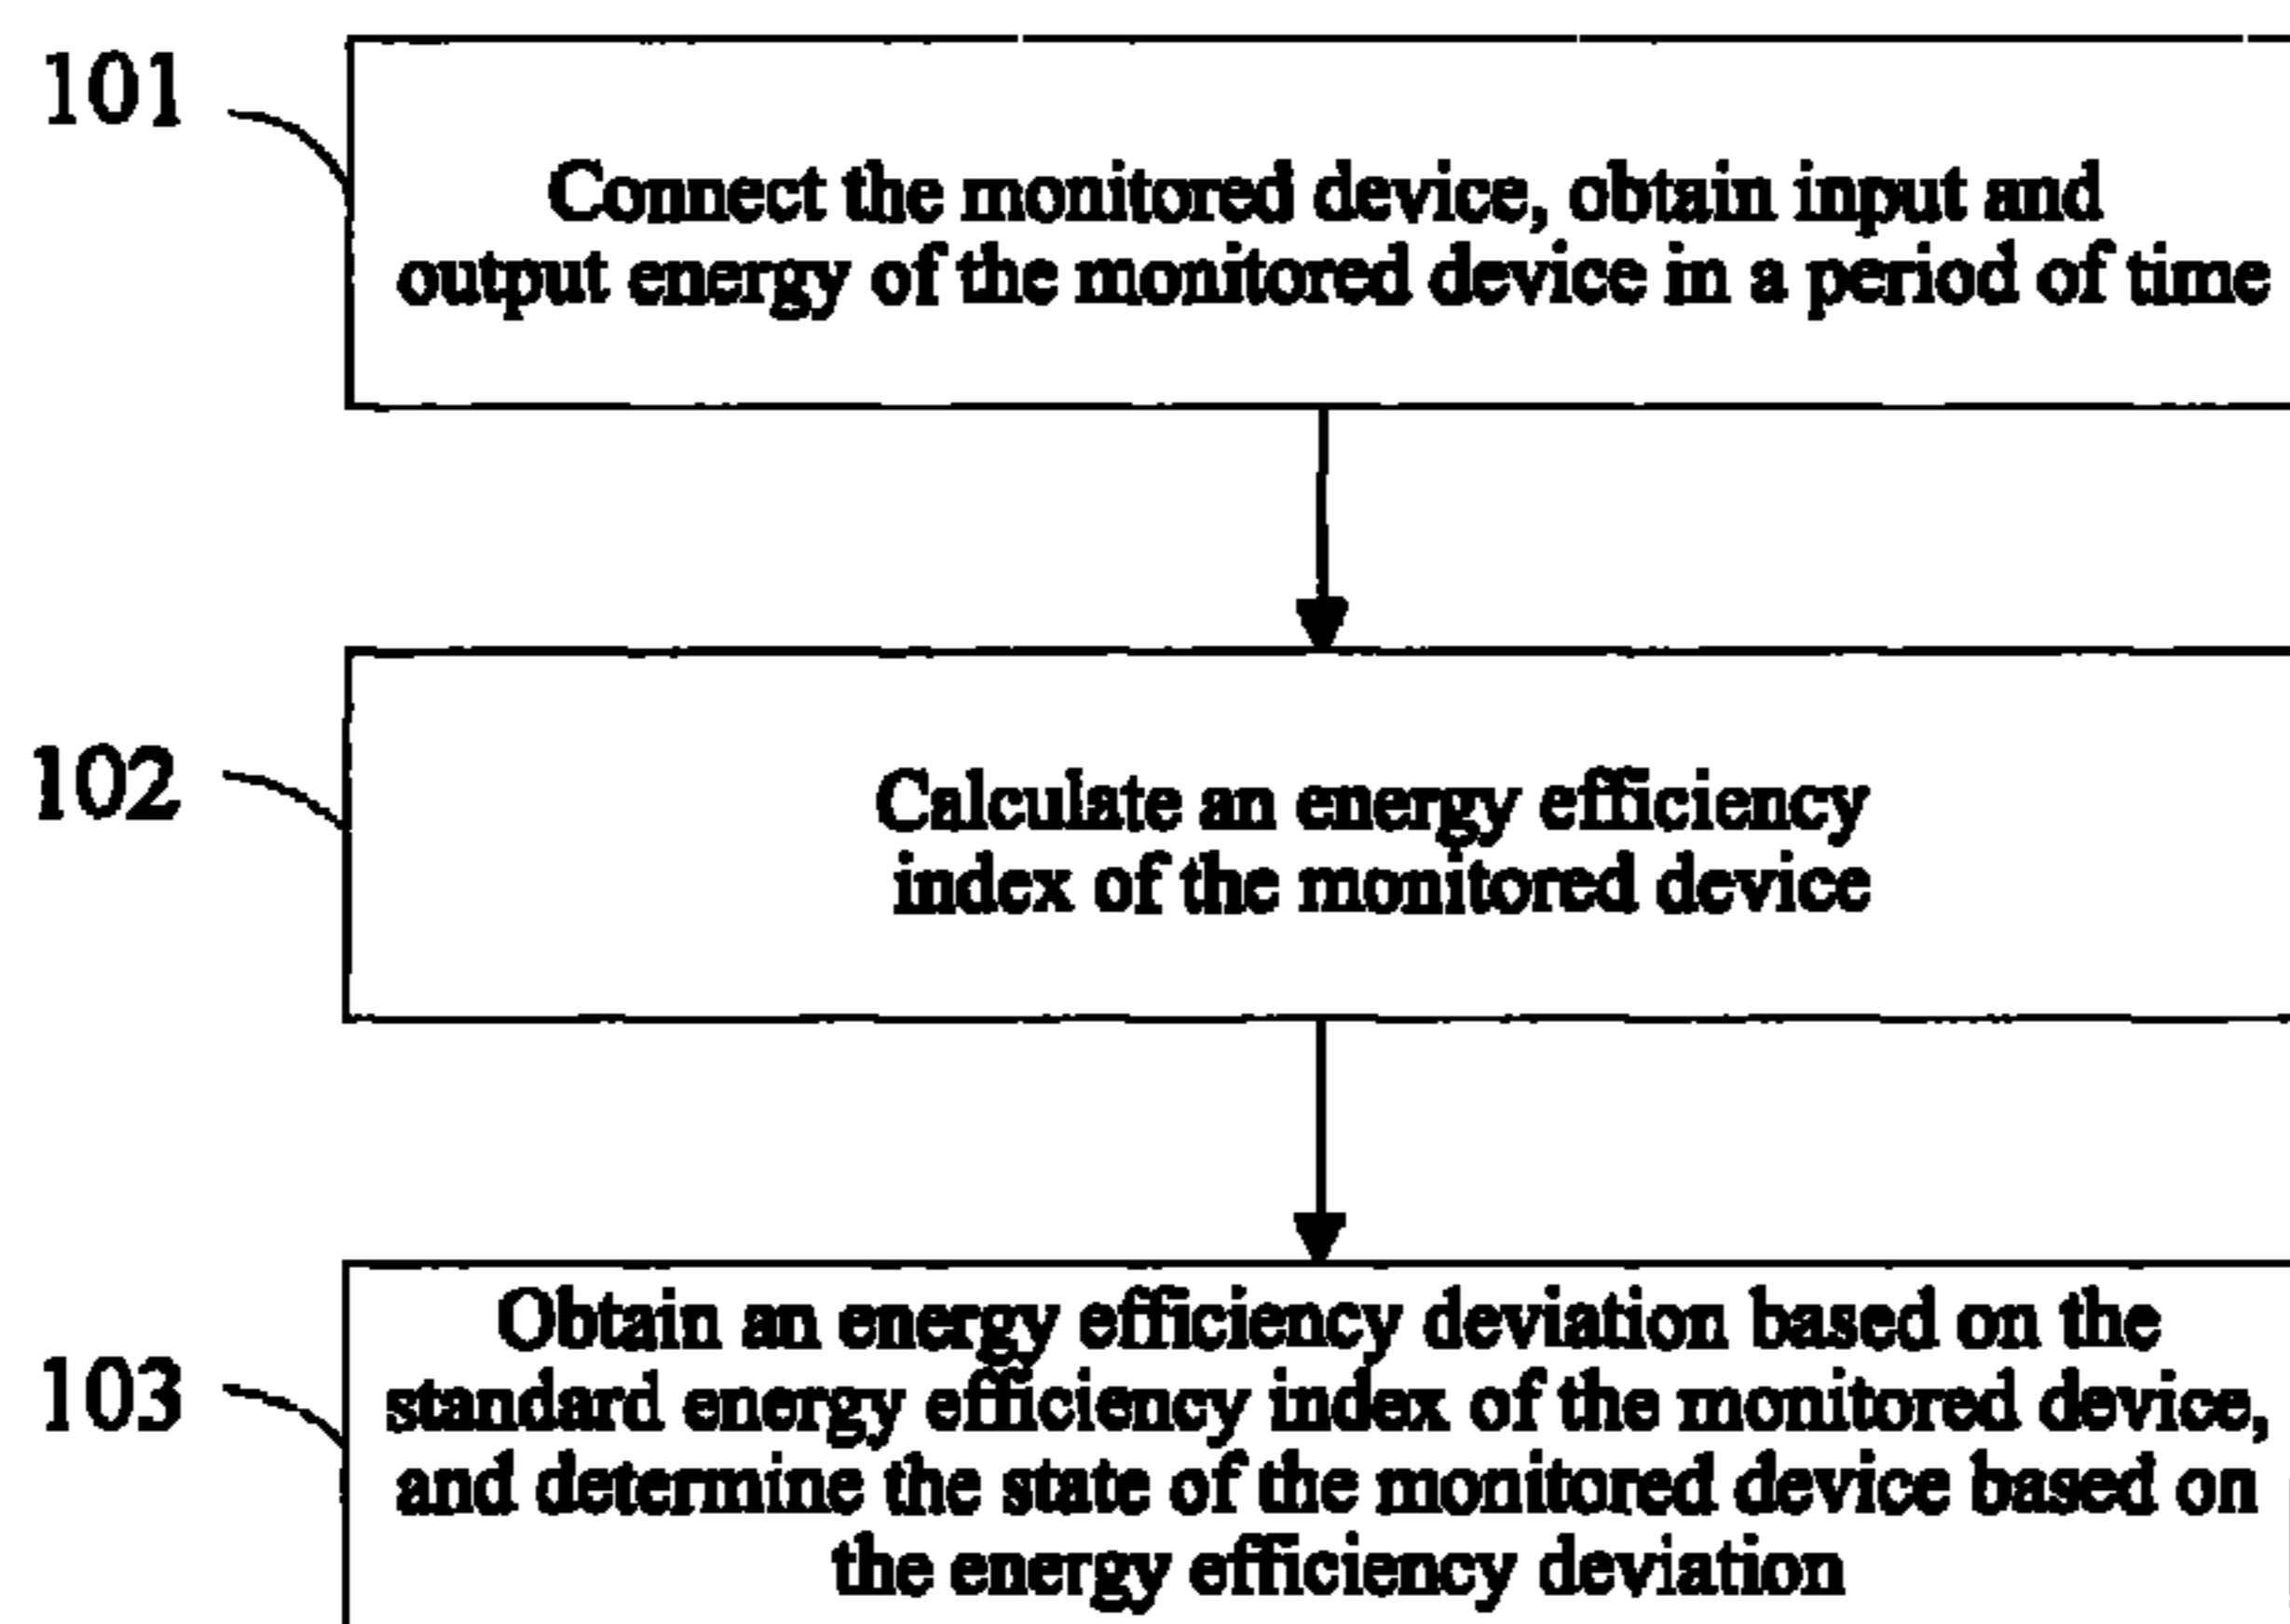 101
Connect the monitored device, obtain input and
output energy of the monitored device in a period of time
102
Calculate an energy efficiency
index of the monitored device
103
Obtain an energy efficiency deviation based on the
standard energy efficiency index of the monitored device,
and determine the state of the monitored device based on
the energy efficiency deviation